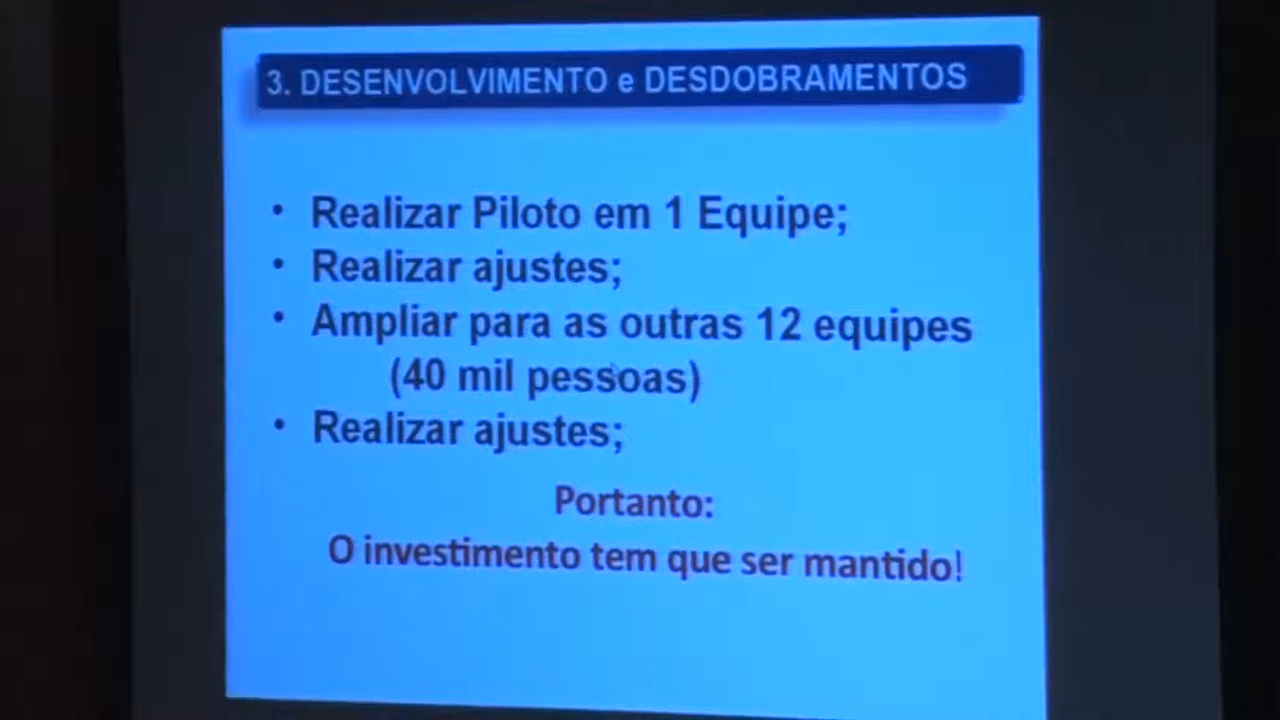 3. DESENVOLVIMENTO e DESDOBRAMENTOS
• Realizar Piloto em 1 Equipe;
• Realizar ajustes;
• Ampliar para as outras 12 equipes
(40 mil pessoas)
• Realizar ajustes;
Portanto:
O investimento tem que ser mantido!